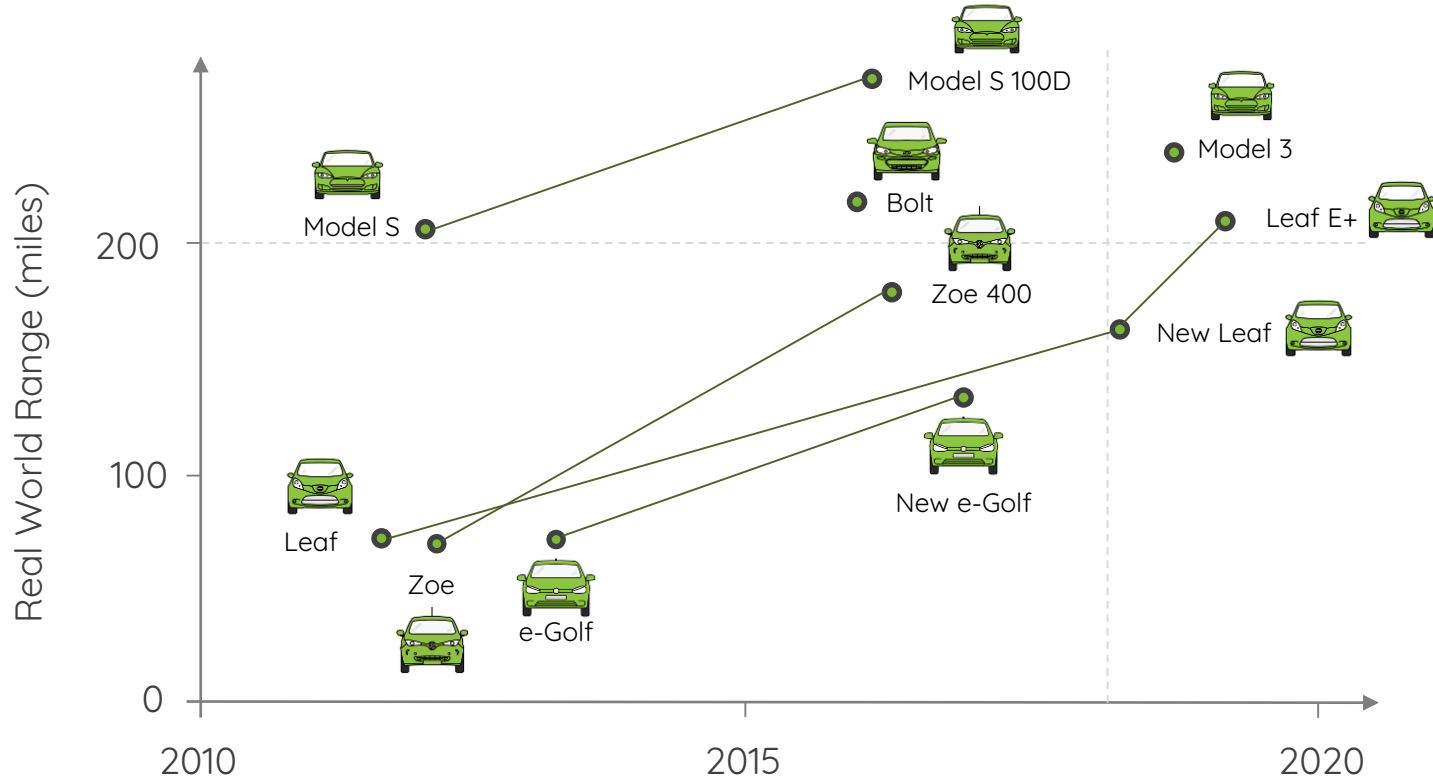 Real World Range (miles)
Model S 100D
Model 3
Bolt
Model S
Leaf E+
200
Zoe 400
New Leaf
100
New e-Golf
Leaf
Zoe
e-Golf
0
2010
2015
2020